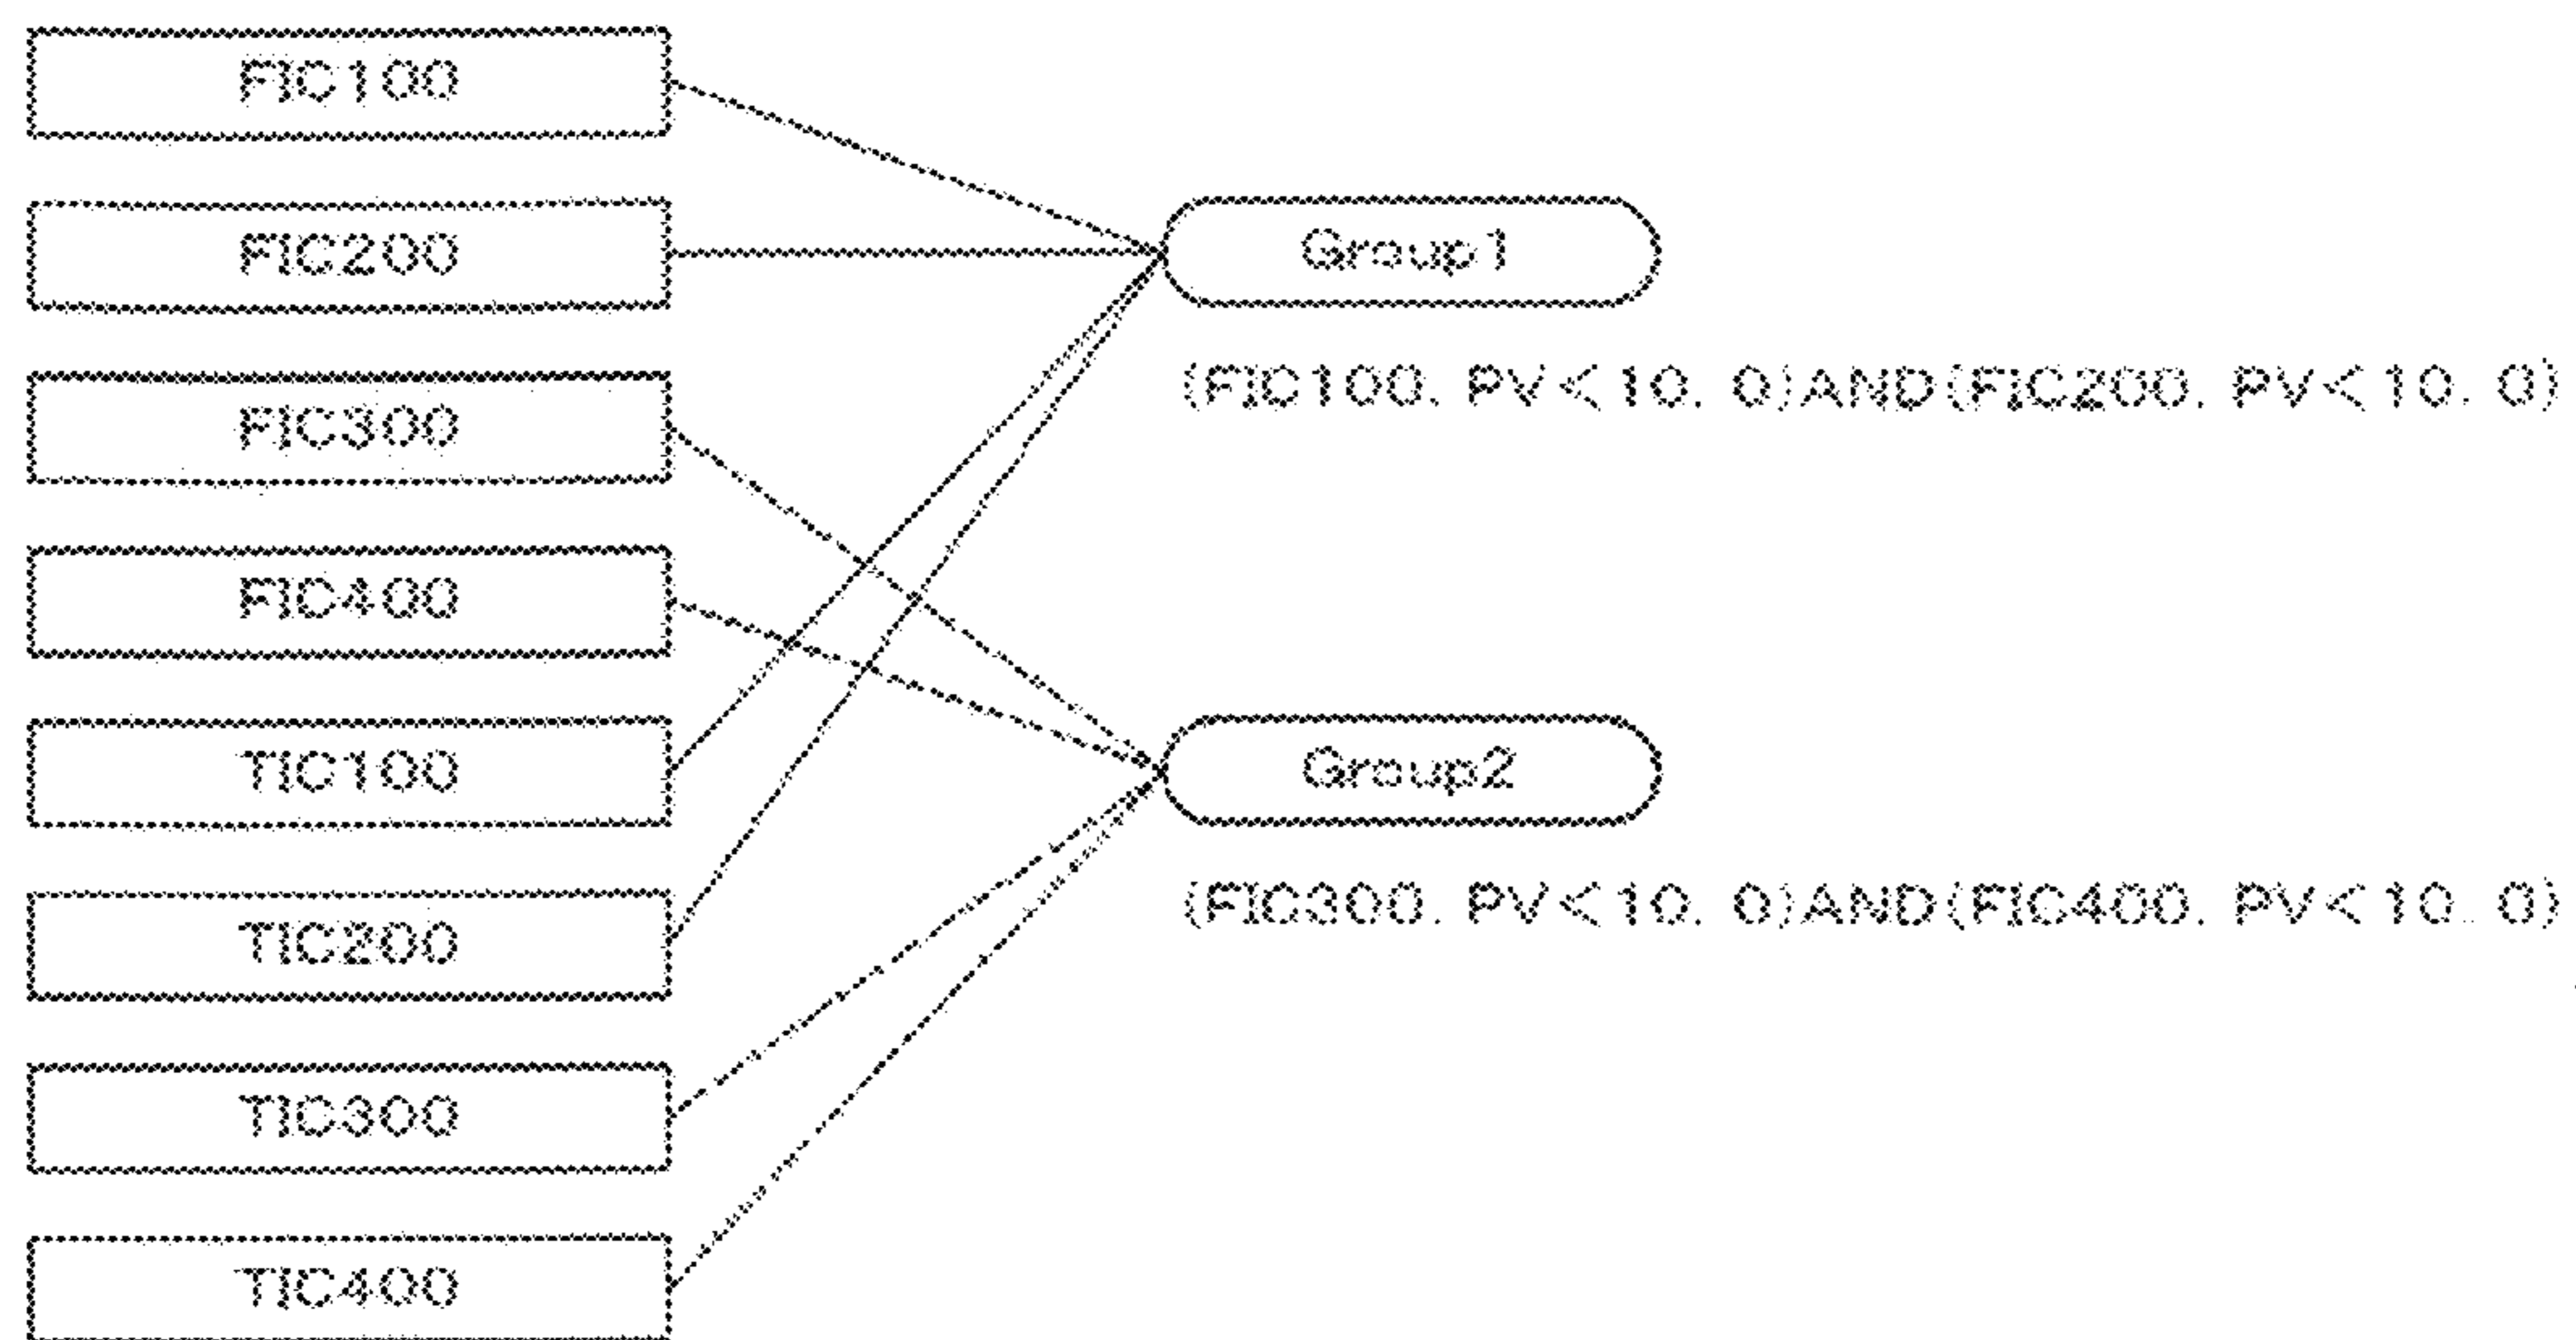 FIC100
FIC200
FIC300
FIC400
TIC100
TIC200
TIC300
TIC400
Group1
(FIC100. PV<10. 0)AND(FIC200. PV<10. 0)
Group2
(FIC300. PV<10. 0)AND(FIC400. PV<10. 0)